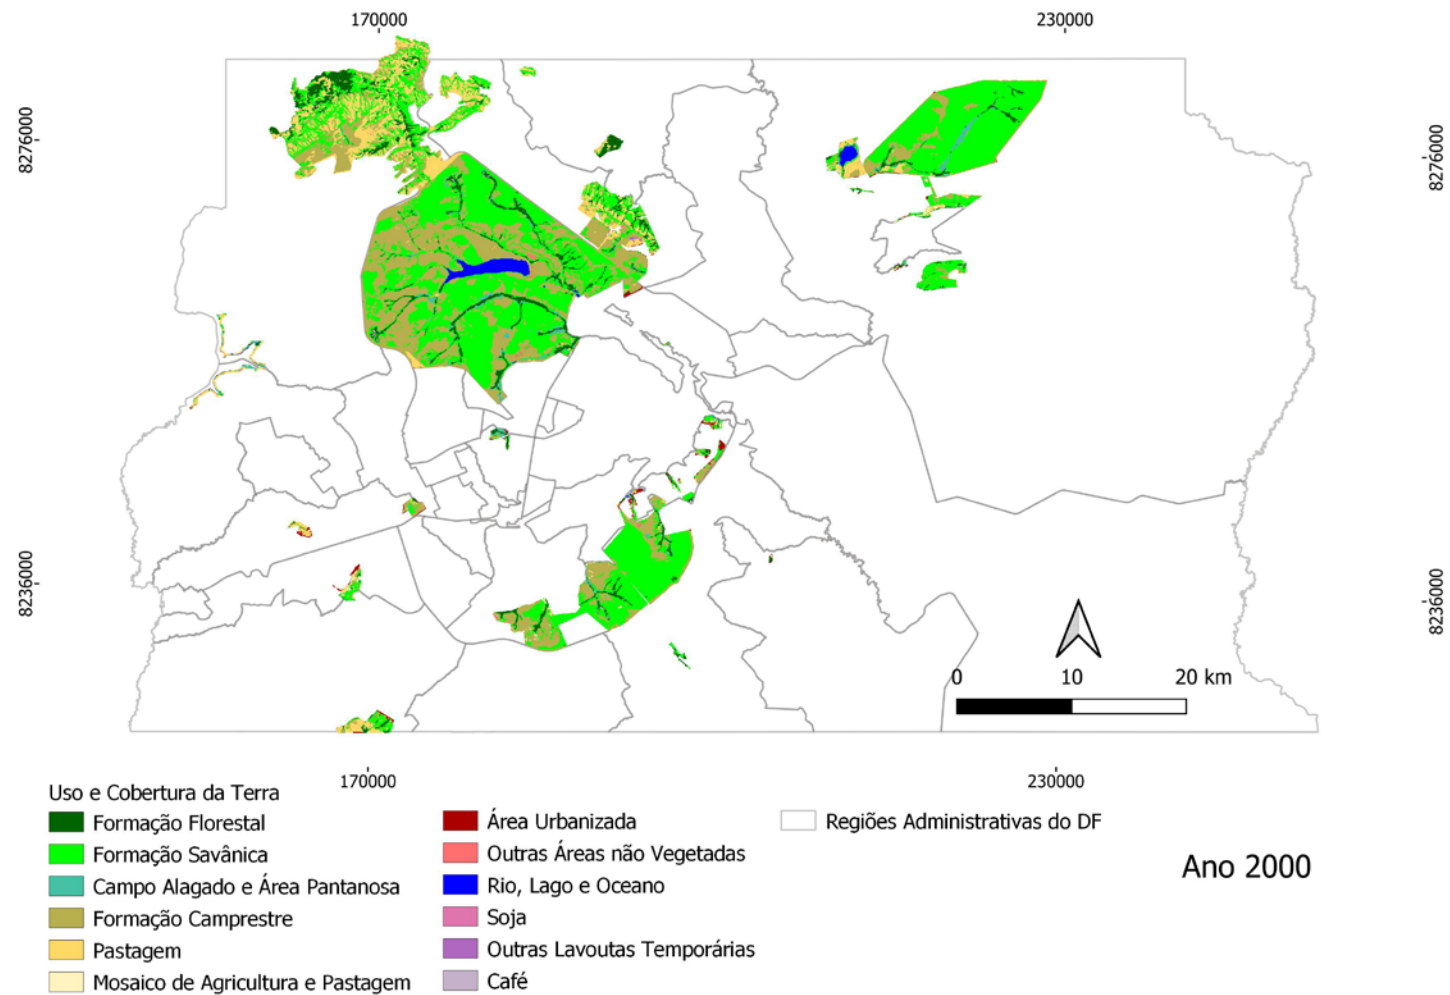 170000
230000
8276000
8276000
8236000
8236000
0
10
20 km
170000
230000
Uso e Cobertura da Terra
Formação Florestal
Formação Savânica
Campo Alagado e Área Pantanosa
Formação Camprestre
Pastagem
Mosaico de Agricultura e Pastagem
Área Urbanizada
Outras Áreas não Vegetadas
Rio, Lago e Oceano
Soja
Outras Lavoutas Temporárias
Café
Regiões Administrativas do DF
Ano 2000